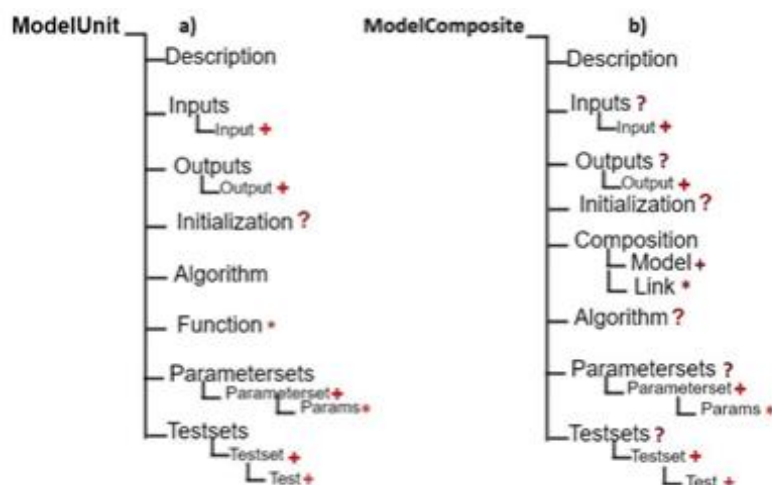 ModelUnit a)
Description
Inputs
Input +
Outputs
Output +
Initialization ?
Algorithm
Function *
Parametersets
Parameterset +
Params *
Testsets
Testset +
Test +
ModelComposite b)
Description
Inputs ?
Input +
Outputs ?
Output +
Initialization ?
Composition
Model +
Link *
Algorithm ?
Parametersets ?
Parameterset +
Params *
Testsets ?
Testset +
Test +